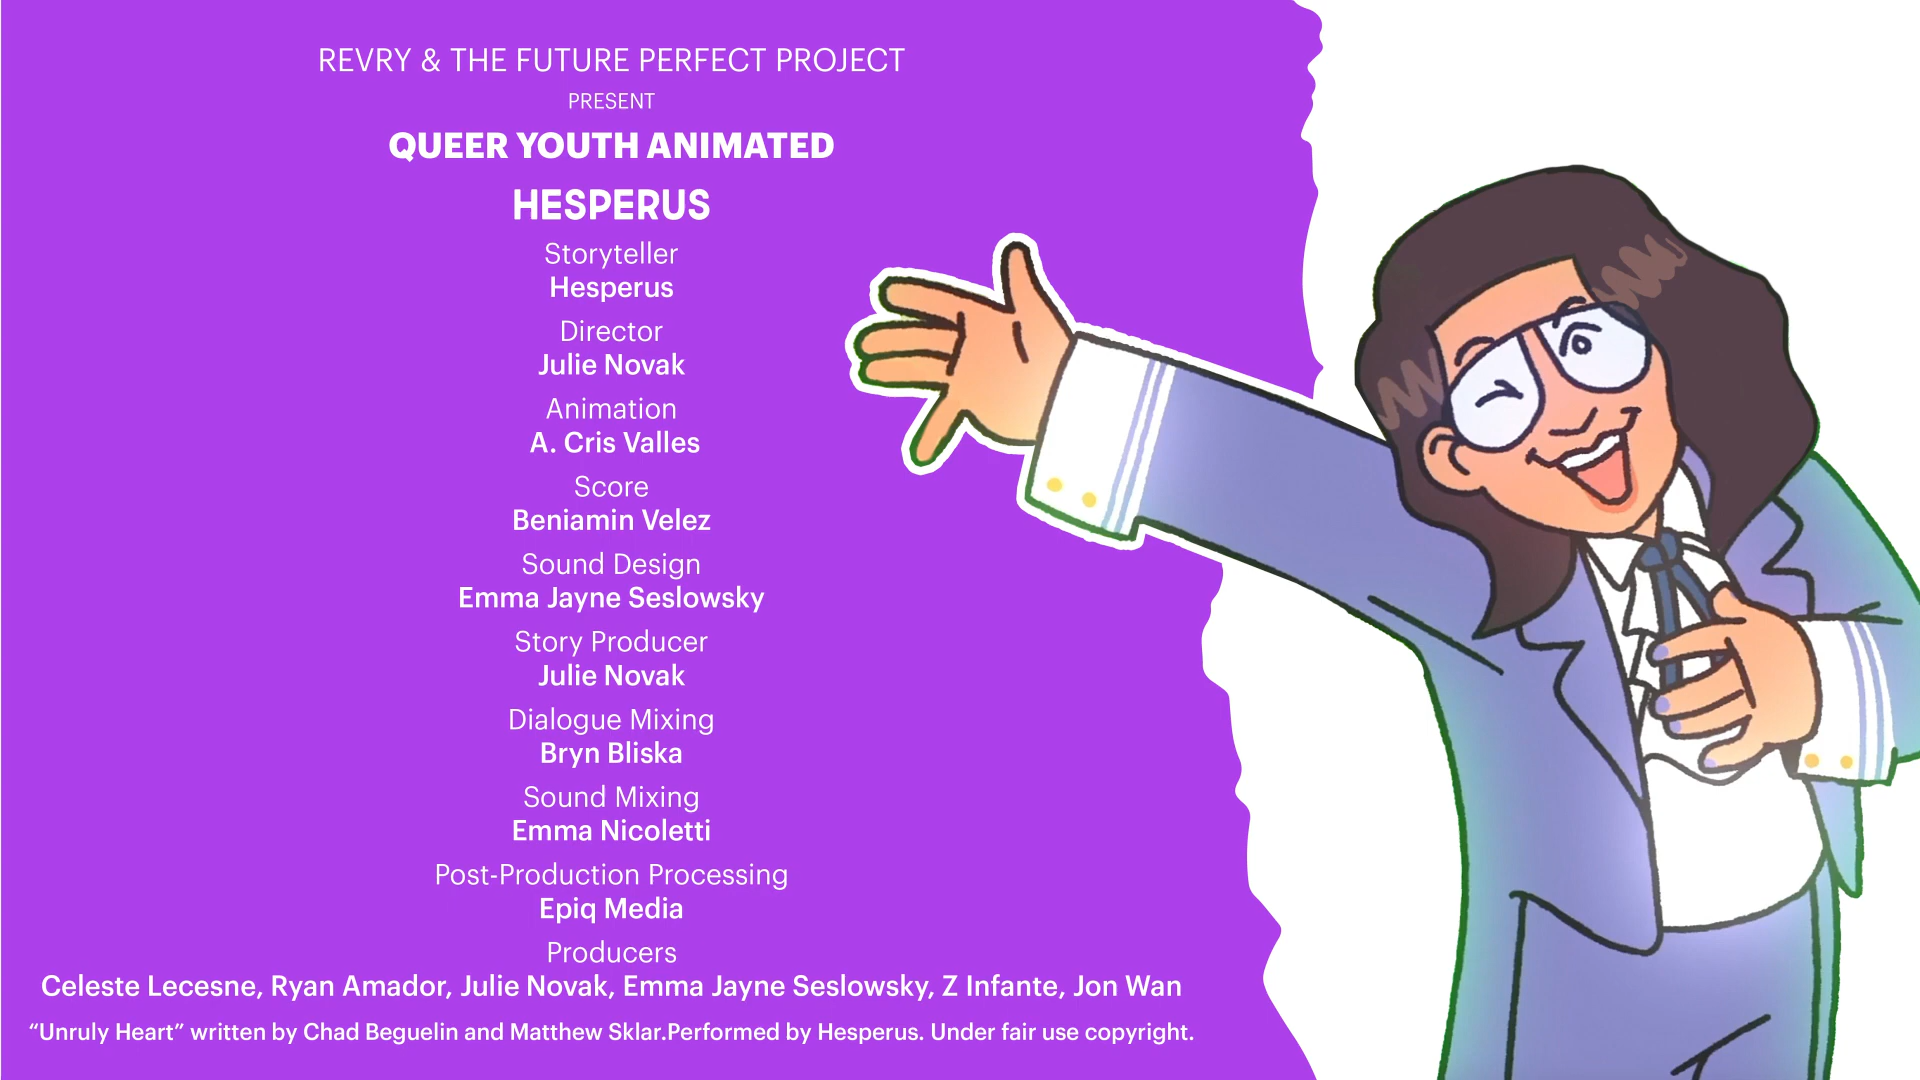 REVRY & THE FUTURE PERFECT PROJECT
PRESENT
QUEER YOUTH ANIMATED
HESPERUS
Storyteller
Hesperus
Director
Julie Novak
Animation
A. Cris Valles
Score
Beniamin Velez
Sound Design
Emma Jayne Seslowsky
Story Producer
Julie Novak
Dialogue Mixing
Bryn Bliska
Sound Mixing
Emma Nicoletti
Post-Production Processing
Epiq Media
Producers
Celeste Lecesne, Ryan Amador, Julie Novak, Emma Jayne Seslowsky, Z Infante, Jon Wan
“Unruly Heart” written by Chad Beguelin and Matthew Sklar.Performed by Hesperus. Under fair use copyright.